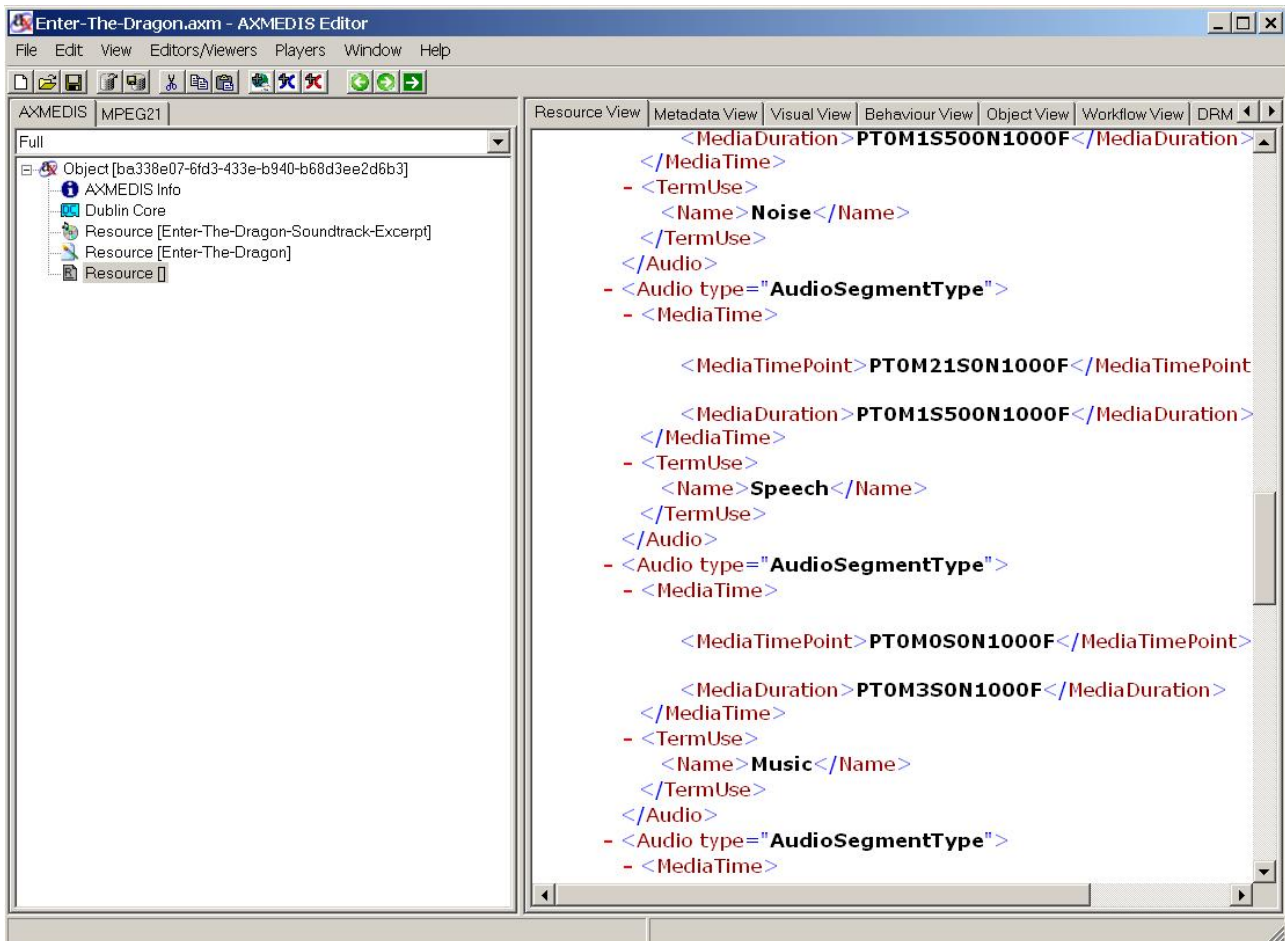 Enter-The-Dragon.axm - AXMEDIS Editor
File Edit View Editors/Viewers Players Window Help
AXMEDIS MPEG21
Full
Object [ba338e07-6fd3-433e-b940-b68d3ee2d6b3]
AXMEDIS Info
Dublin Core
Resource [Enter-The-Dragon-Soundtrack-Excerpt]
Resource [Enter-The-Dragon]
Resource []
Resource View Metadata View Visual View Behaviour View Object View Workflow View DRM
<MediaDuration>PT0M1S500N1000F</MediaDuration>
</MediaTime>
- <TermUse>
<Name>Noise</Name>
</TermUse>
</Audio>
- <Audio type="AudioSegmentType">
- <MediaTime>
<MediaTimePoint>PT0M21S0N1000F</MediaTimePoint
<MediaDuration>PT0M1S500N1000F</MediaDuration>
</MediaTime>
- <TermUse>
<Name>Speech</Name>
</TermUse>
</Audio>
- <Audio type="AudioSegmentType">
- <MediaTime>
<MediaTimePoint>PT0M0S0N1000F</MediaTimePoint>
<MediaDuration>PT0M3S0N1000F</MediaDuration>
</MediaTime>
- <TermUse>
<Name>Music</Name>
</TermUse>
</Audio>
- <Audio type="AudioSegmentType">
- <MediaTime>